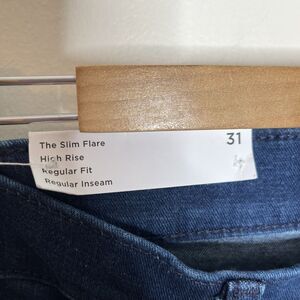 The Slim Flare 31
High Rise
Regular Fit
Regular Inseam